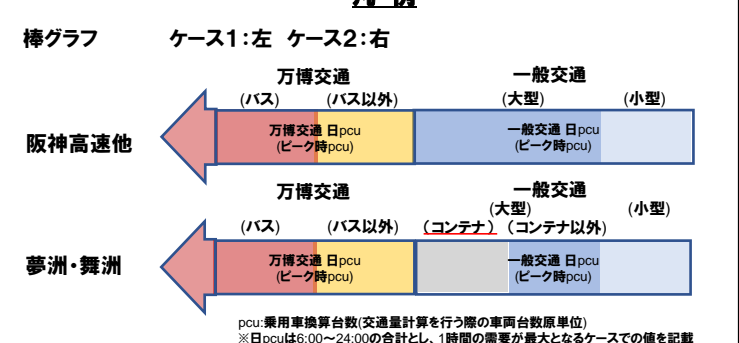 凡 例
棒グラフ ケース1:左 ケース2:右
万博交通 一般交通
(バス) (バス以外) (大型) (小型)
阪神高速他
万博交通 日pcu 一般交通 日pcu
(ピーク時pcu) (ピーク時pcu)
万博交通 一般交通
(大型) (小型)
(バス) (バス以外) (コンテナ) (コンテナ以外)
夢洲・舞洲
万博交通 日pcu 一般交通 日pcu
(ピーク時pcu) (ピーク時pcu)
pcu:乗用車換算台数(交通量計算を行う際の車両台数原単位)
※日pcuは6:00~24:00の合計とし、1時間の需要が最大となるケースでの値を記載